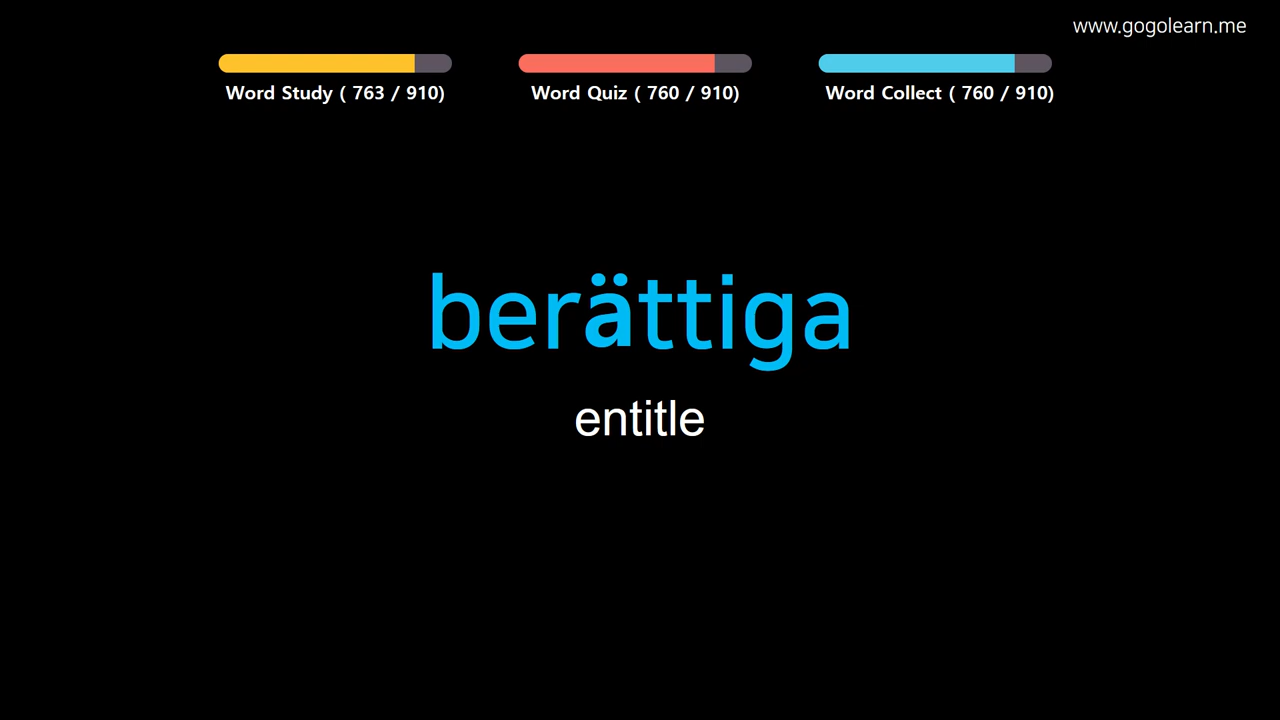 www.gogolearn.me
Word Study ( 763 / 910)
Word Quiz ( 760 / 910)
Word Collect ( 760 / 910)
berättiga
entitle